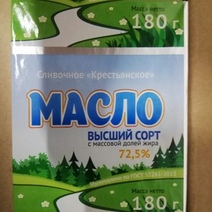 Масса нетто
180 г
Сливочное «Крестьянское»
МАСЛО
ВЫСШИЙ СОРТ
с массовой долей жира
72,5%
Масса нетто
180 г